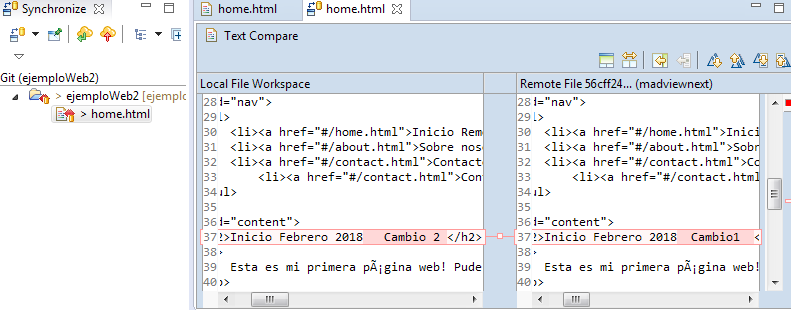 Synchronize
Git (ejemploWeb2)
> ejemploWeb2 [ejemplo
> home.html
home.html
home.html
Text Compare
Local File Workspace
28 d="nav">
29 l>
30 <li><a href="#/home.html">Inicio Rem
31 <li><a href="#/about.html">Sobre nos
32 <li><a href="#/contact.html">Contact
33 <li><a href="#/contact.html">Con
34 ul>
35
36 d="content">
37 2>Inicio Febrero 2018   Cambio 2 </h2>
38 >
39 Esta es mi primera pÃ¡gina web! Pude
40 p>
Remote File 56cff24... (madviewnext)
28 d="nav">
29 l>
30 <li><a href="#/home.html">Inici
31 <li><a href="#/about.html">Sobr
32 <li><a href="#/contact.html">Co
33 <li><a href="#/contact.html">
34 ul>
35
36 d="content">
37 2>Inicio Febrero 2018   Cambio1  <
38 >
39 Esta es mi primera pÃ¡gina web!
40 p>